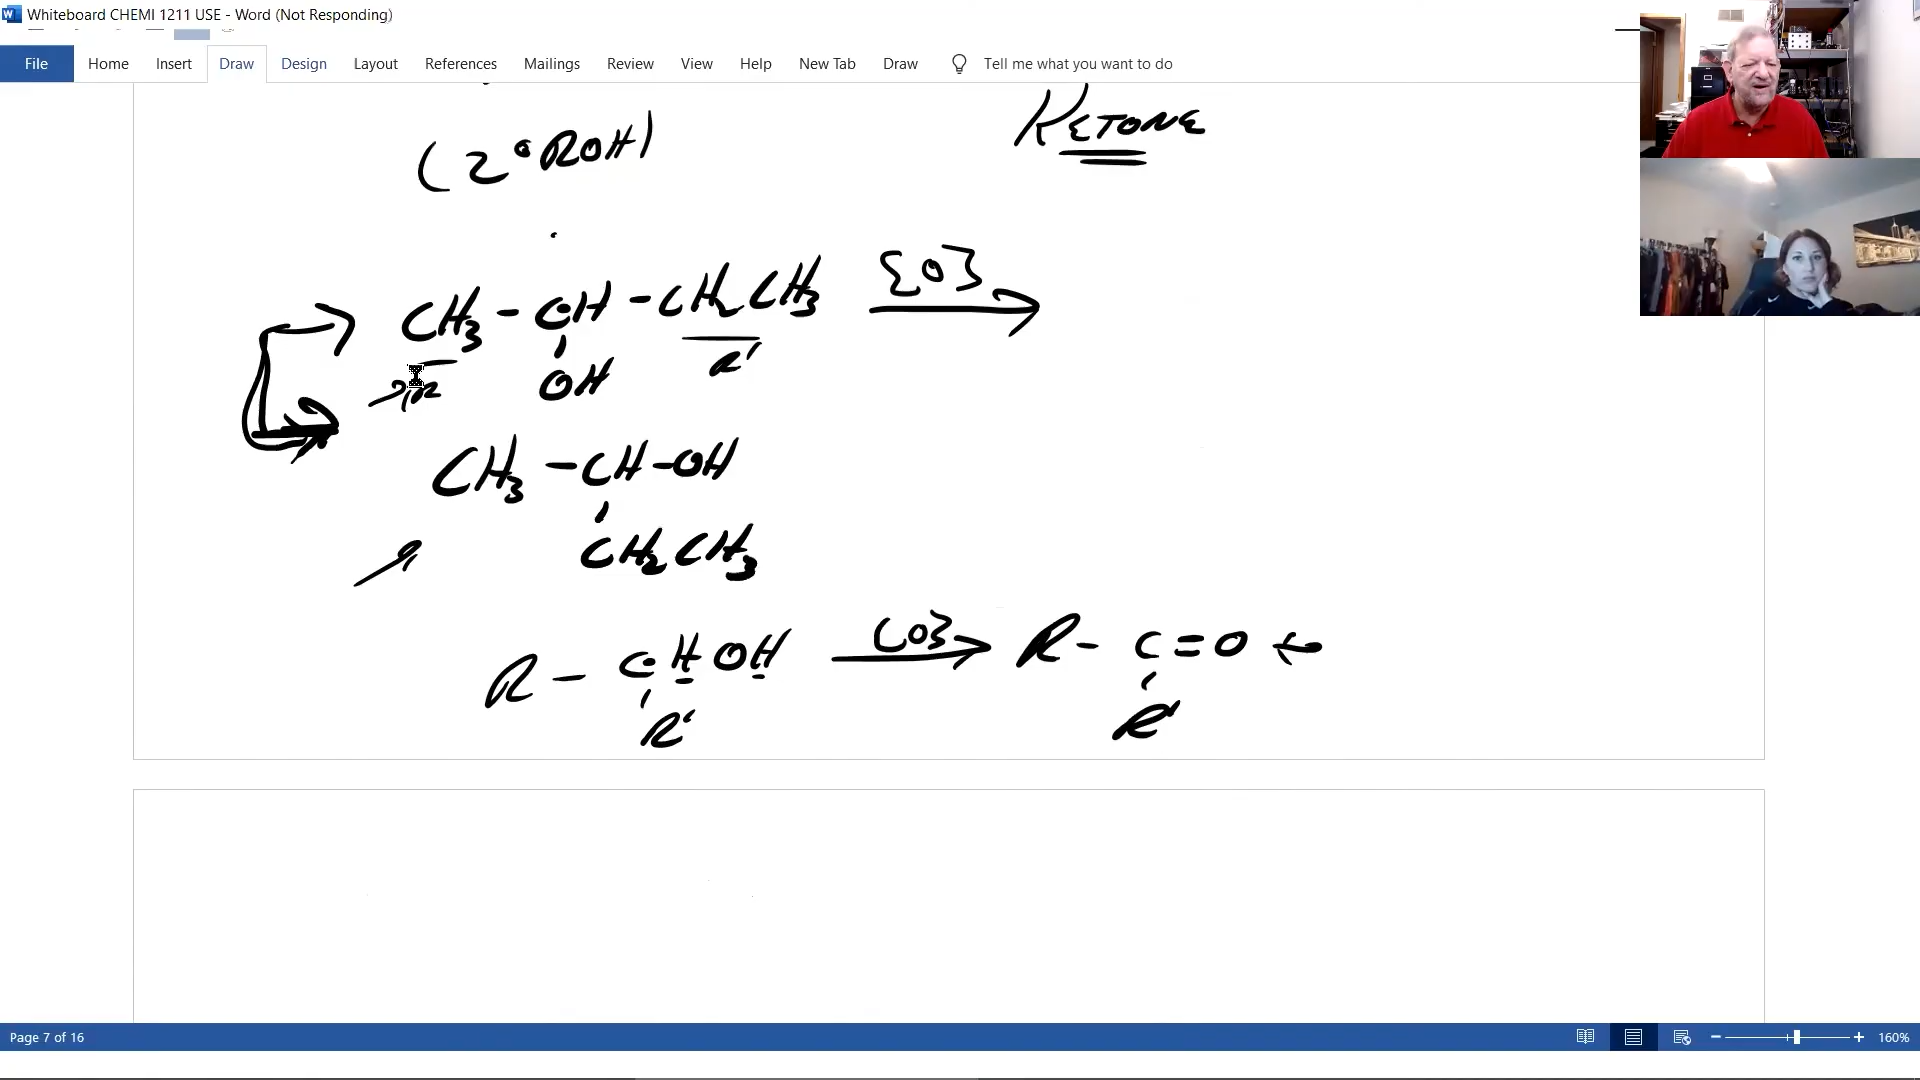 Whiteboard CHEMI 1211 USE - Word (Not Responding)
File Home Insert Draw Design Layout References Mailings Review View Help New Tab Draw Tell me what you want to do
(2°ROH) KETONE
CH3 - CH - CH2CH3 {O}
R OH R'
CH3 - CH - OH
CH2CH3
R - CHOH {O} R - C = O
R' R'
Page 7 of 16 160%